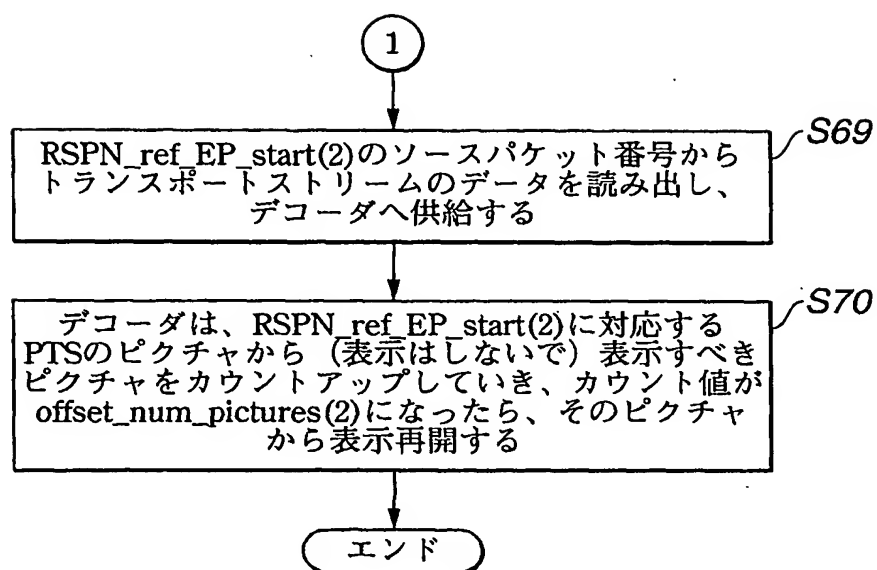 1
S69
RSPN_ref_EP_start(2)のソースパケット番号から
トランスポートストリームのデータを読み出し、
デコーダへ供給する
S70
デコーダは、RSPN_ref_EP_start(2)に対応する
PTSのピクチャから（表示はしないで）表示すべき
ピクチャをカウントアップしていき、カウント値が
offset_num_pictures(2)になったら、そのピクチャ
から表示再開する
エンド